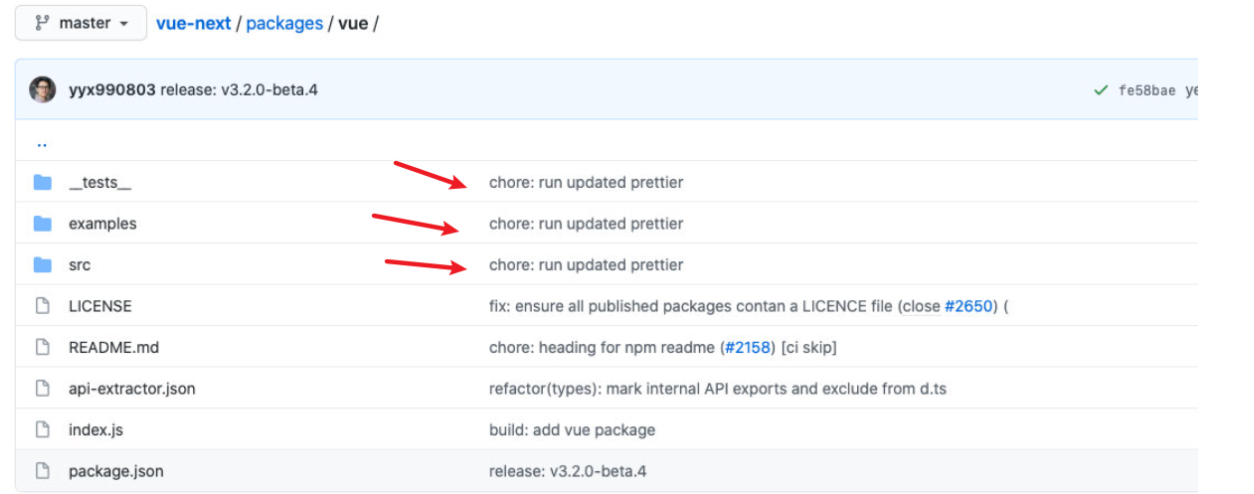 master vue-next / packages / vue /
yyx990803 release: v3.2.0-beta.4 fe58bae
..
__tests__ chore: run updated prettier
examples chore: run updated prettier
src chore: run updated prettier
LICENSE fix: ensure all published packages contan a LICENCE file (close #2650) (
README.md chore: heading for npm readme (#2158) [ci skip]
api-extractor.json refactor(types): mark internal API exports and exclude from d.ts
index.js build: add vue package
package.json release: v3.2.0-beta.4